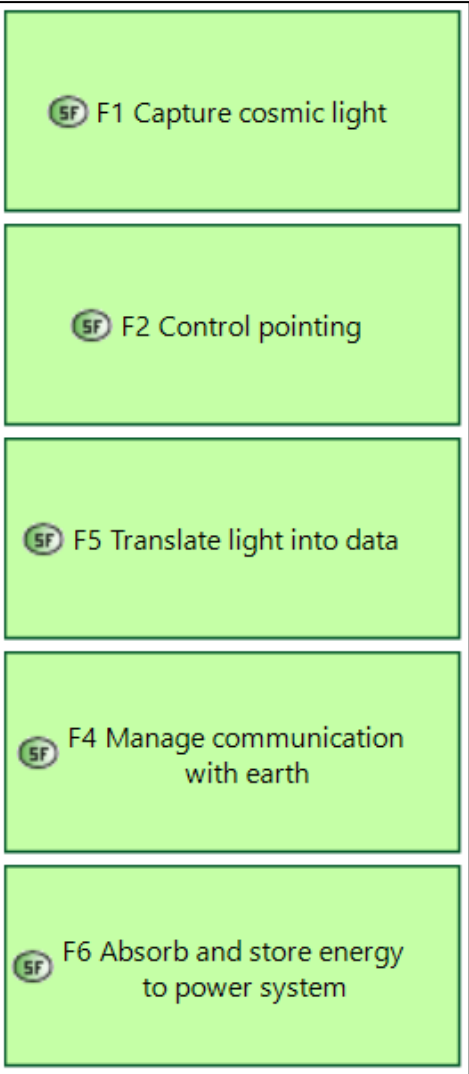 SF F1 Capture cosmic light
SF F2 Control pointing
SF F5 Translate light into data
SF F4 Manage communication
with earth
SF F6 Absorb and store energy
to power system